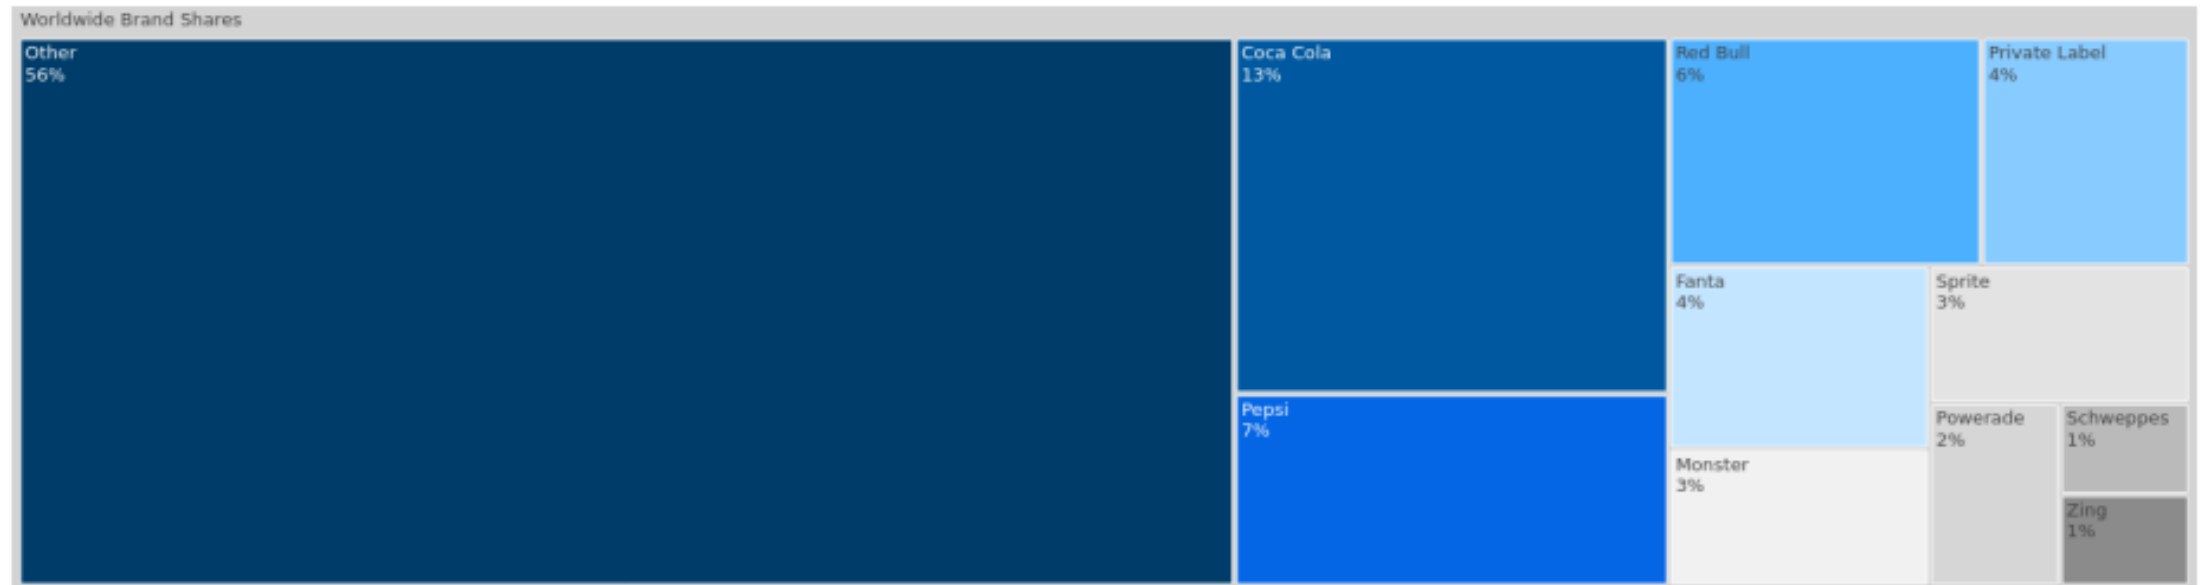 Worldwide Brand Shares
Other
56%
Coca Cola
13%
Pepsi
7%
Red Bull
6%
Private Label
4%
Fanta
4%
Sprite
3%
Monster
3%
Powerade
2%
Schweppes
1%
Zing
1%